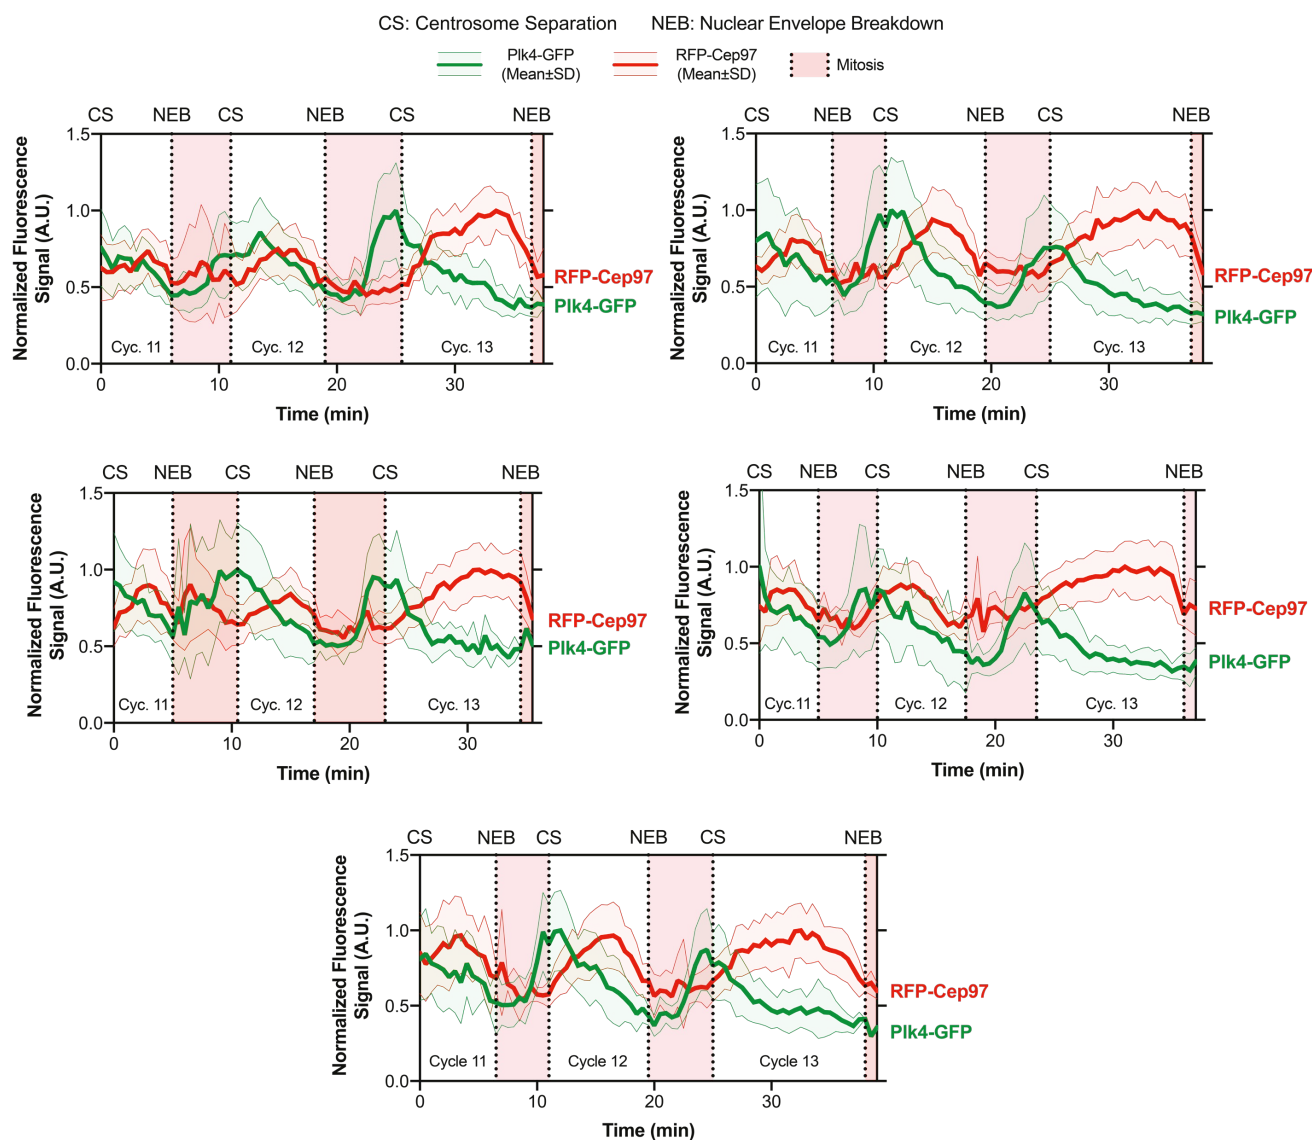 CS: Centrosome Separation NEB: Nuclear Envelope Breakdown
Plk4-GFP
(Mean±SD)
RFP-Cep97
(Mean±SD)
Mitosis
CS NEB CS NEB CS NEB
Normalized Fluorescence
Signal (A.U.)
1.5
1.0
0.5
0.0
RFP-Cep97
Plk4-GFP
Cyc. 11 Cyc. 12 Cyc. 13
0 10 20 30
Time (min)
CS NEB CS NEB CS NEB
Normalized Fluorescence
Signal (A.U.)
1.5
1.0
0.5
0.0
RFP-Cep97
Plk4-GFP
Cyc. 11 Cyc. 12 Cyc. 13
0 10 20 30
Time (min)
CS NEB CS NEB CS NEB
Normalized Fluorescence
Signal (A.U.)
1.5
1.0
0.5
0.0
RFP-Cep97
Plk4-GFP
Cyc. 11 Cyc. 12 Cyc. 13
0 10 20 30
Time (min)
CS NEB CS NEB CS NEB
Normalized Fluorescence
Signal (A.U.)
1.5
1.0
0.5
0.0
RFP-Cep97
Plk4-GFP
Cyc.11 Cyc. 12 Cyc. 13
0 10 20 30
Time (min)
CS NEB CS NEB CS NEB
Normalized Fluorescence
Signal (A.U.)
1.5
1.0
0.5
0.0
RFP-Cep97
Plk4-GFP
Cycle 11 Cycle 12 Cycle 13
0 10 20 30
Time (min)